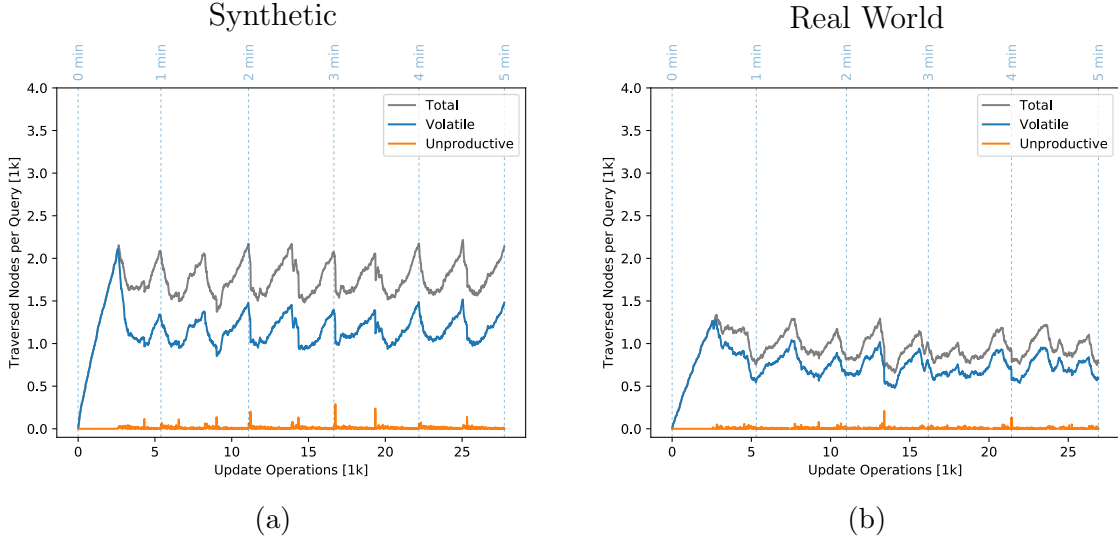 Synthetic
0 min
1 min
2 min
3 min
4 min
5 min
4.0
3.5
3.0
2.5
2.0
1.5
1.0
0.5
0.0
Traversed Nodes per Query [1k]
Total
Volatile
Unproductive
0
5
10
15
20
25
Update Operations [1k]
(a)
Real World
0 min
1 min
2 min
3 min
4 min
5 min
4.0
3.5
3.0
2.5
2.0
1.5
1.0
0.5
0.0
Traversed Nodes per Query [1k]
Total
Volatile
Unproductive
0
5
10
15
20
25
Update Operations [1k]
(b)